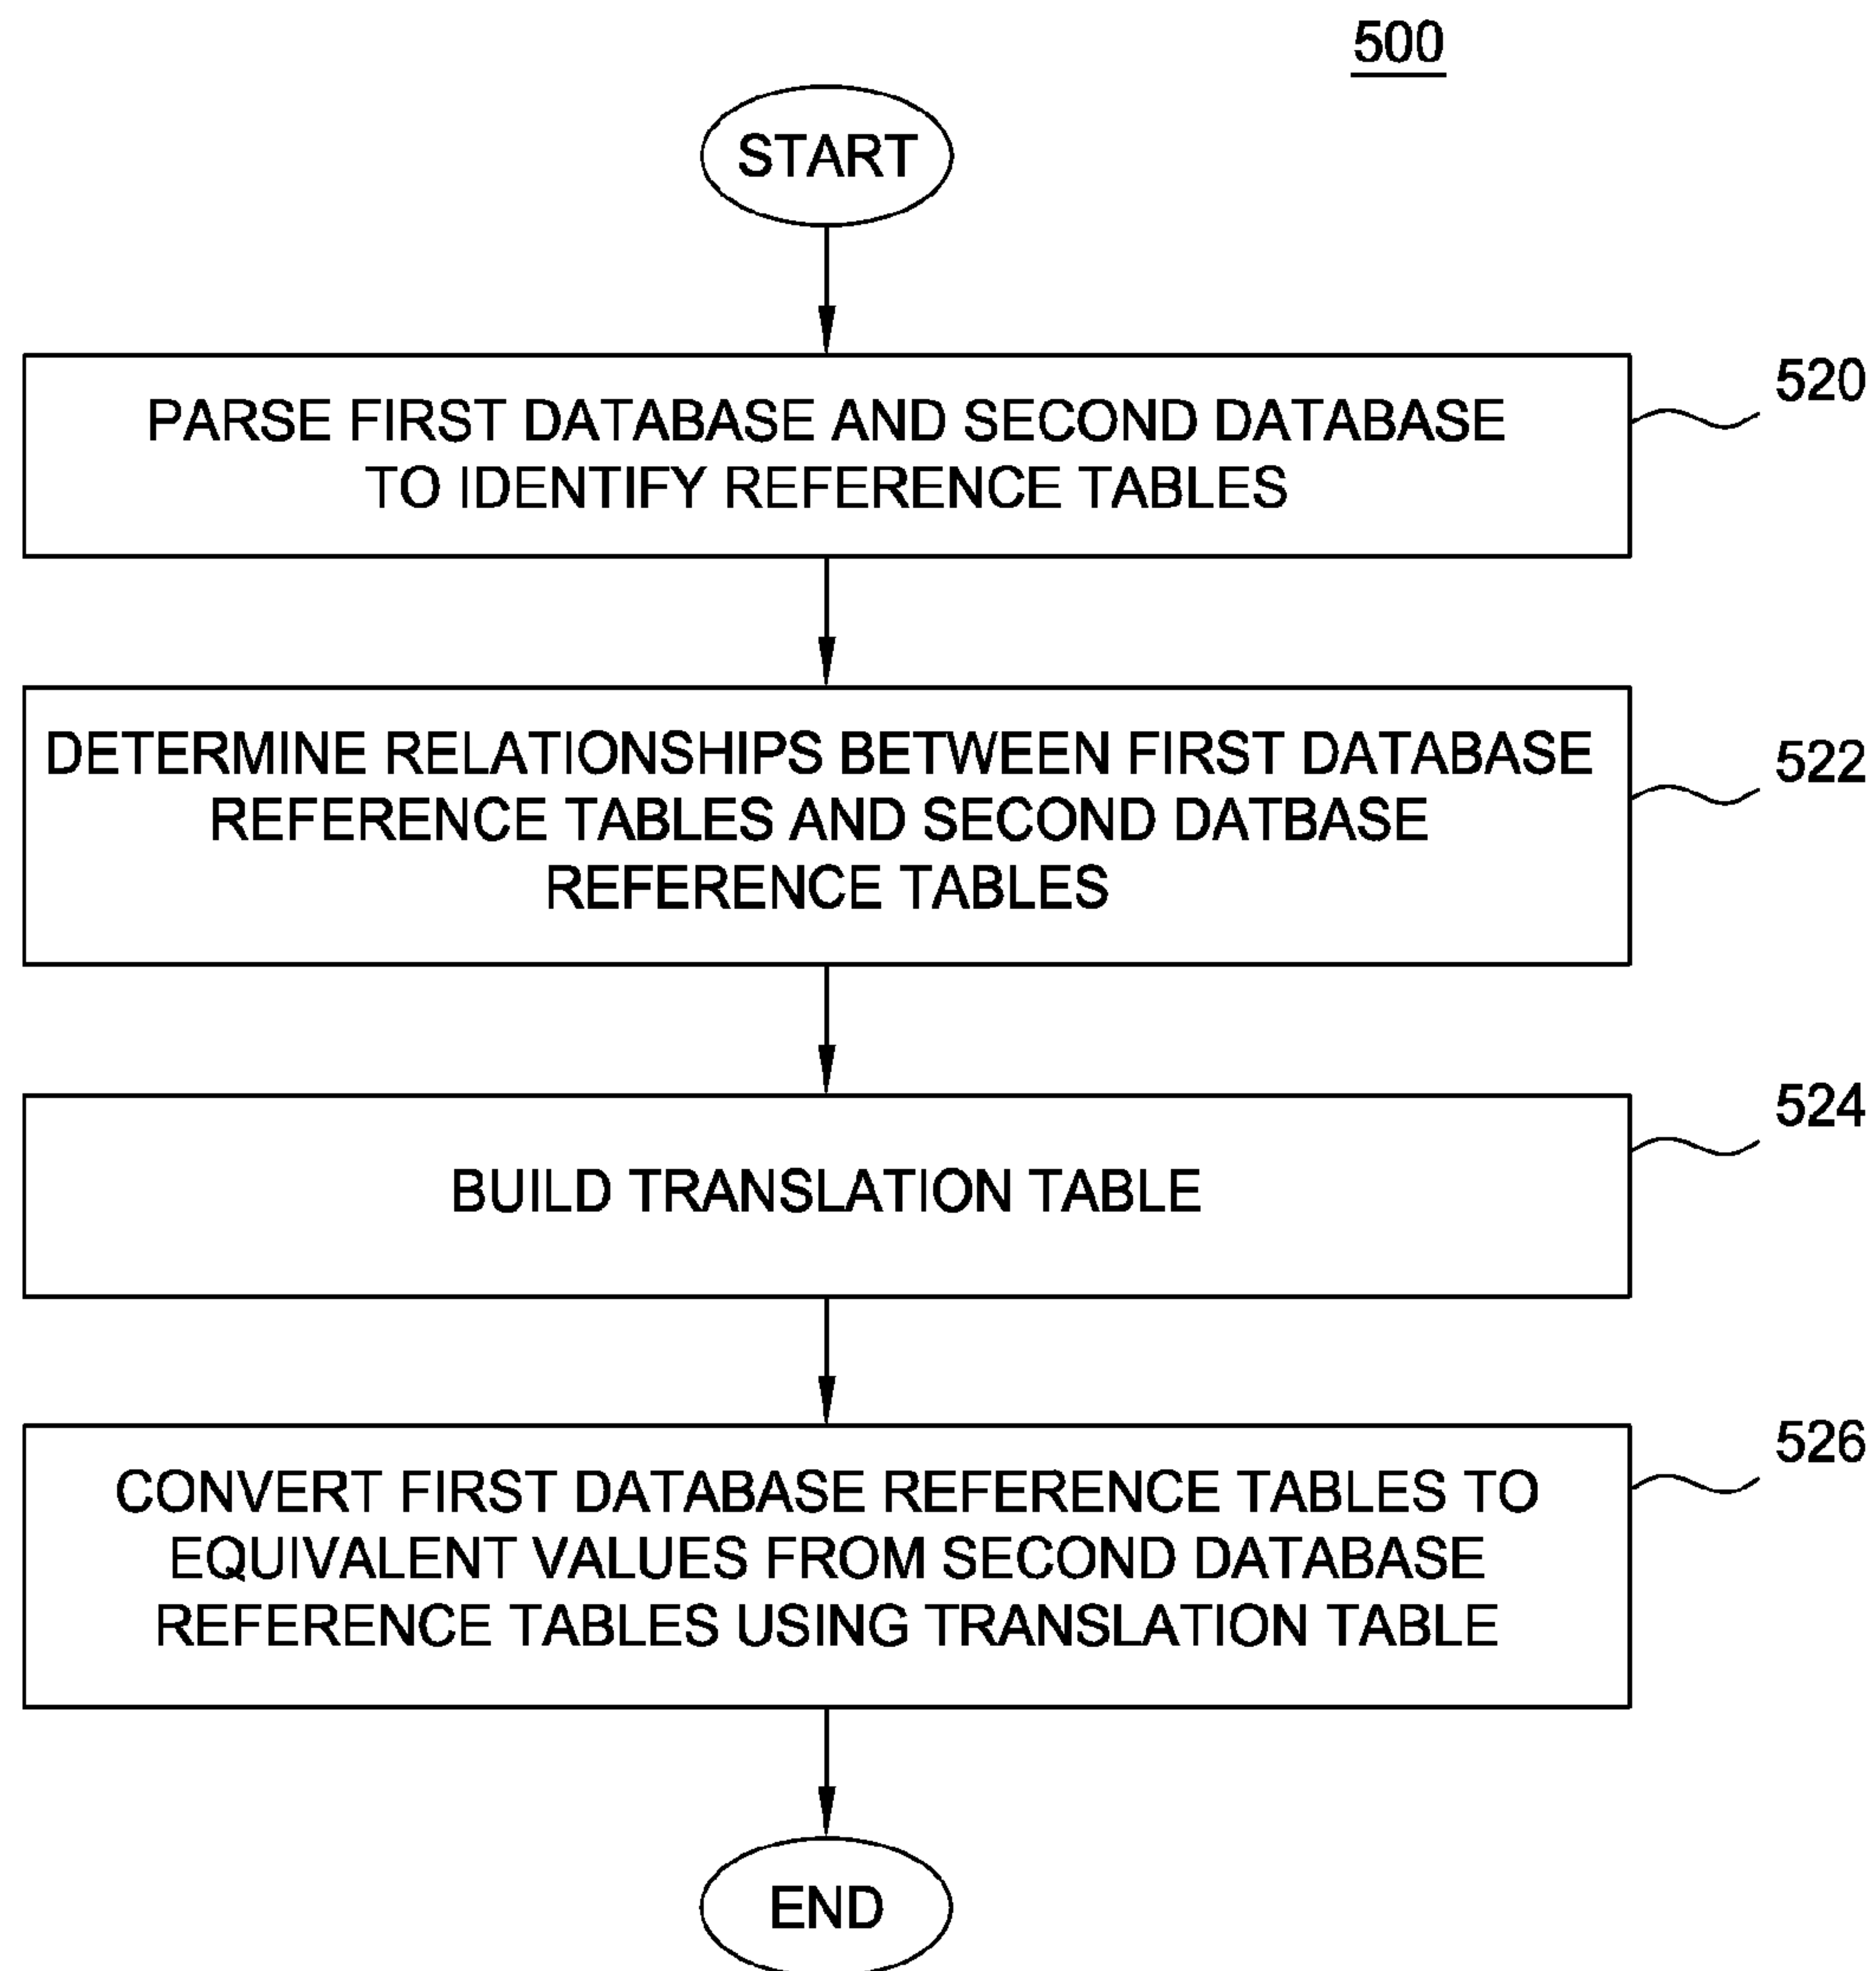 500
START
PARSE FIRST DATABASE AND SECOND DATABASE
TO IDENTIFY REFERENCE TABLES
520
DETERMINE RELATIONSHIPS BETWEEN FIRST DATABASE
REFERENCE TABLES AND SECOND DATBASE
REFERENCE TABLES
522
BUILD TRANSLATION TABLE
524
CONVERT FIRST DATABASE REFERENCE TABLES TO
EQUIVALENT VALUES FROM SECOND DATABASE
REFERENCE TABLES USING TRANSLATION TABLE
526
END